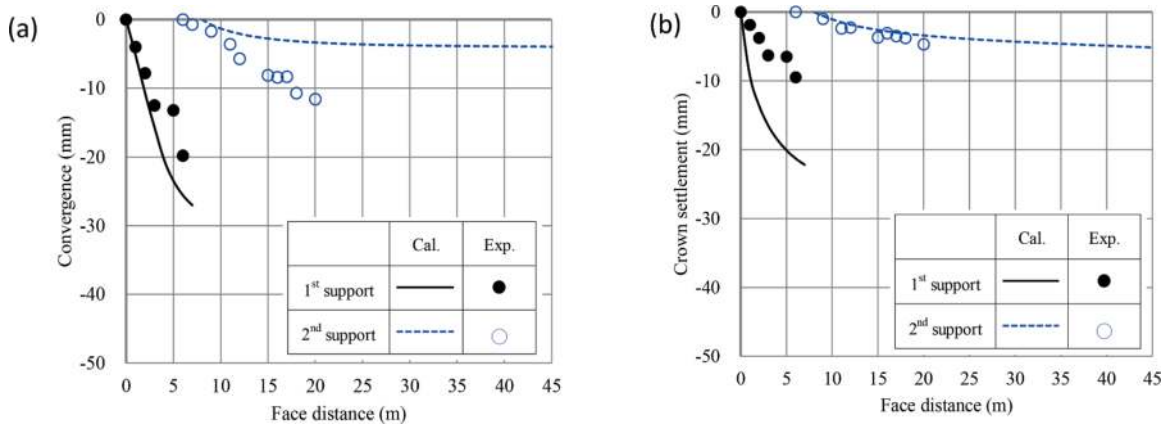 (a)
0
-10
-20
-30
-40
-50
Convergence (mm)
0 5 10 15 20 25 30 35 40 45
Face distance (m)
Cal. Exp.
1st support
2nd support
(b)
0
-10
-20
-30
-40
-50
Crown settlement (mm)
0 5 10 15 20 25 30 35 40 45
Face distance (m)
Cal. Exp.
1st support
2nd support